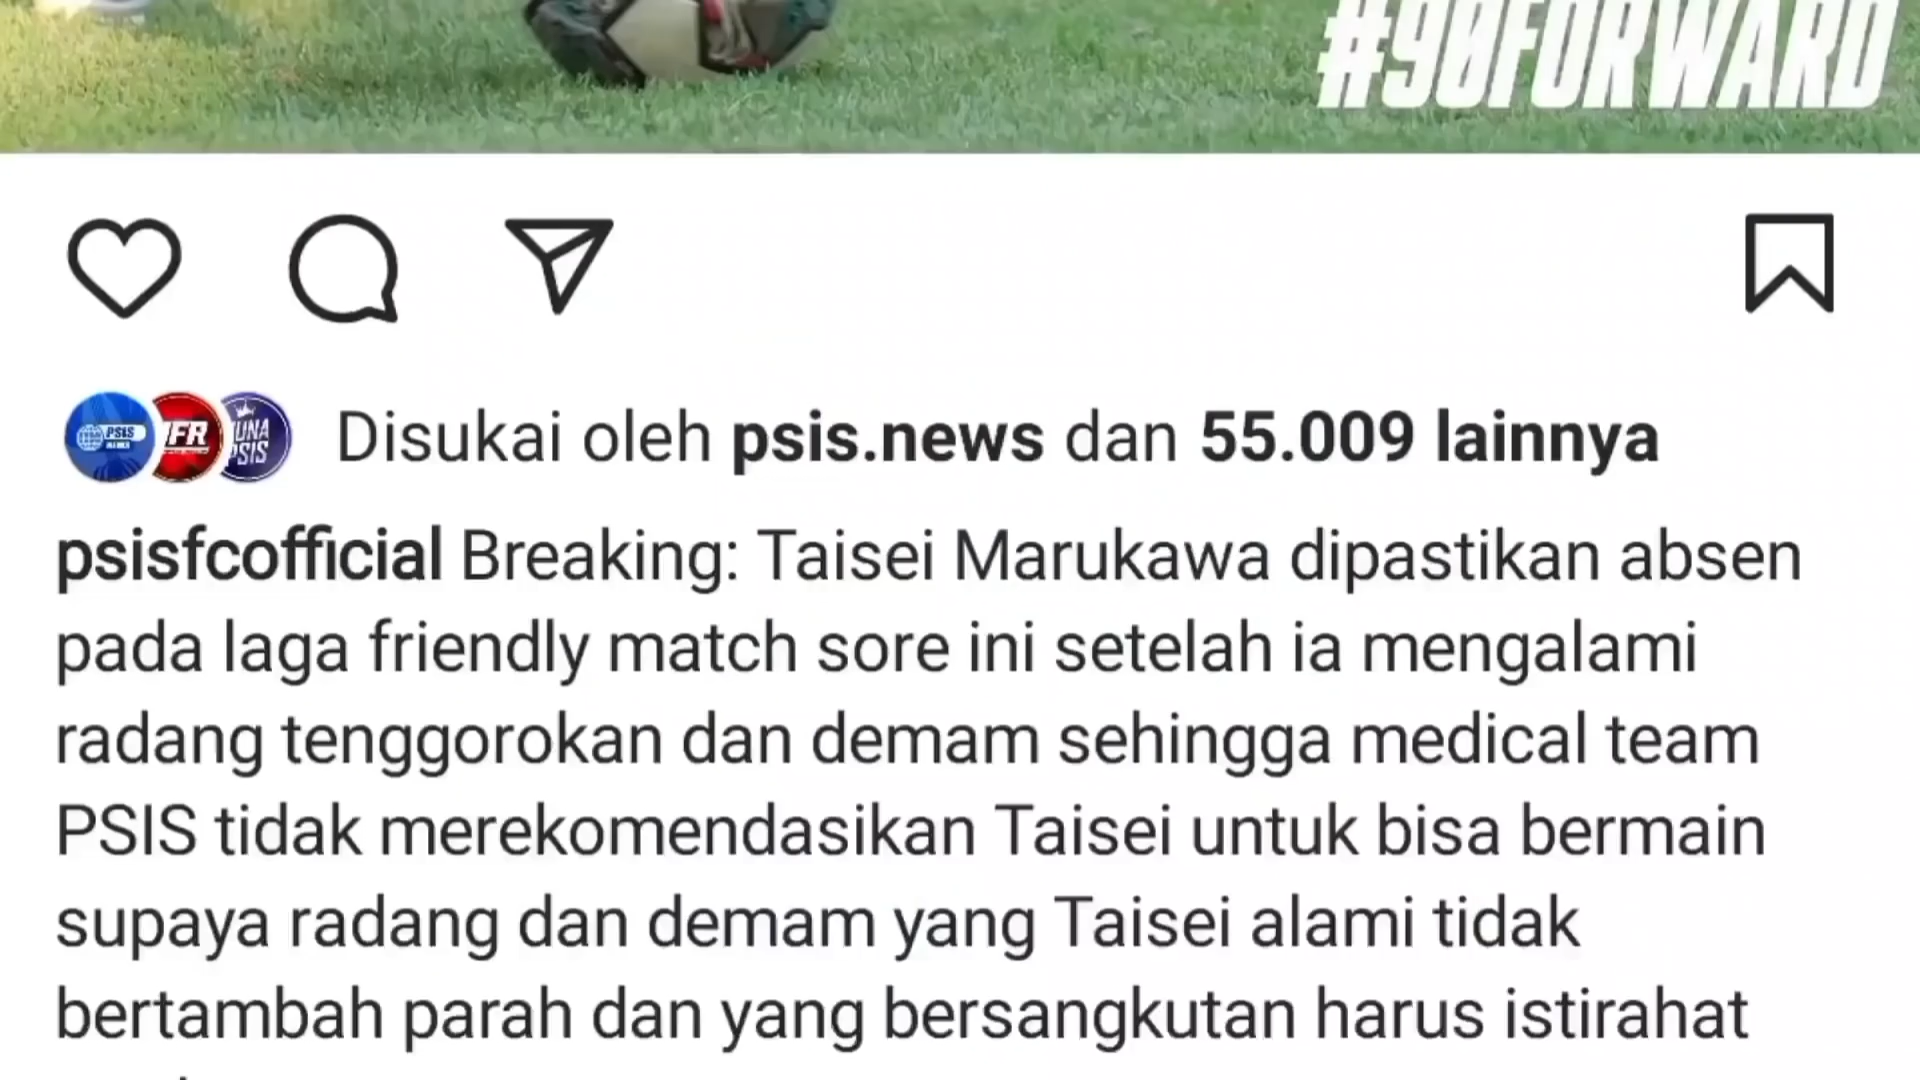 #90FORWARD
PSIS
IFR
UNA
PSIS
Disukai oleh psis.news dan 55.009 lainnya
psisfcofficial Breaking: Taisei Marukawa dipastikan absen
pada laga friendly match sore ini setelah ia mengalami
radang tenggorokan dan demam sehingga medical team
PSIS tidak merekomendasikan Taisei untuk bisa bermain
supaya radang dan demam yang Taisei alami tidak
bertambah parah dan yang bersangkutan harus istirahat